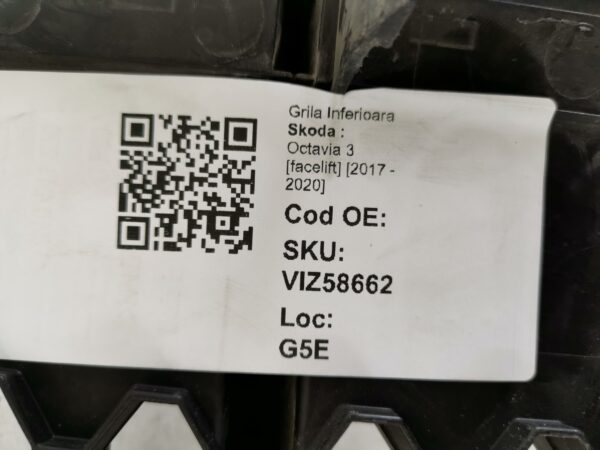 Grila Inferioara
Skoda :
Octavia 3
[facelift] [2017 -
2020]
Cod OE:
SKU:
VIZ58662
Loc:
G5E